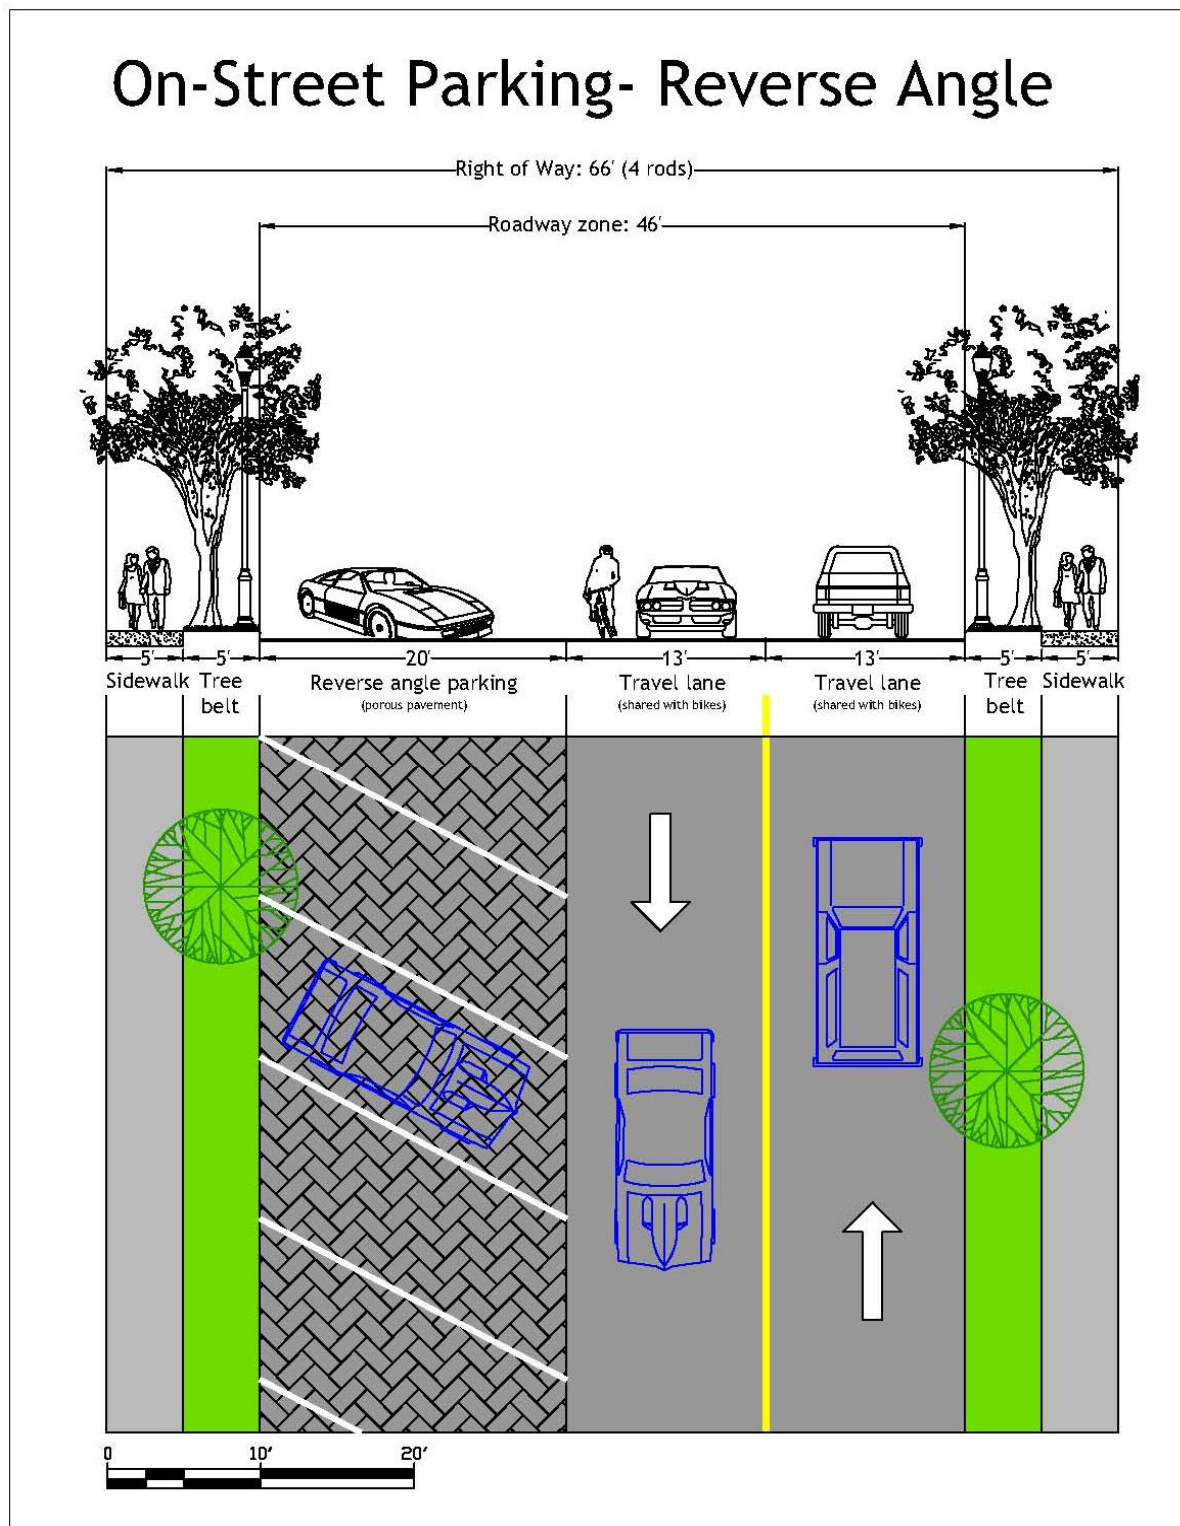 On-Street Parking- Reverse Angle
Right of Way: 66' (4 rods)
Roadway zone: 46'
5' 5' 20' 13' 13' 5' 5'
Sidewalk Tree belt Reverse angle parking (porous pavement) Travel lane (shared with bikes) Travel lane (shared with bikes) Tree belt Sidewalk
0 10' 20'